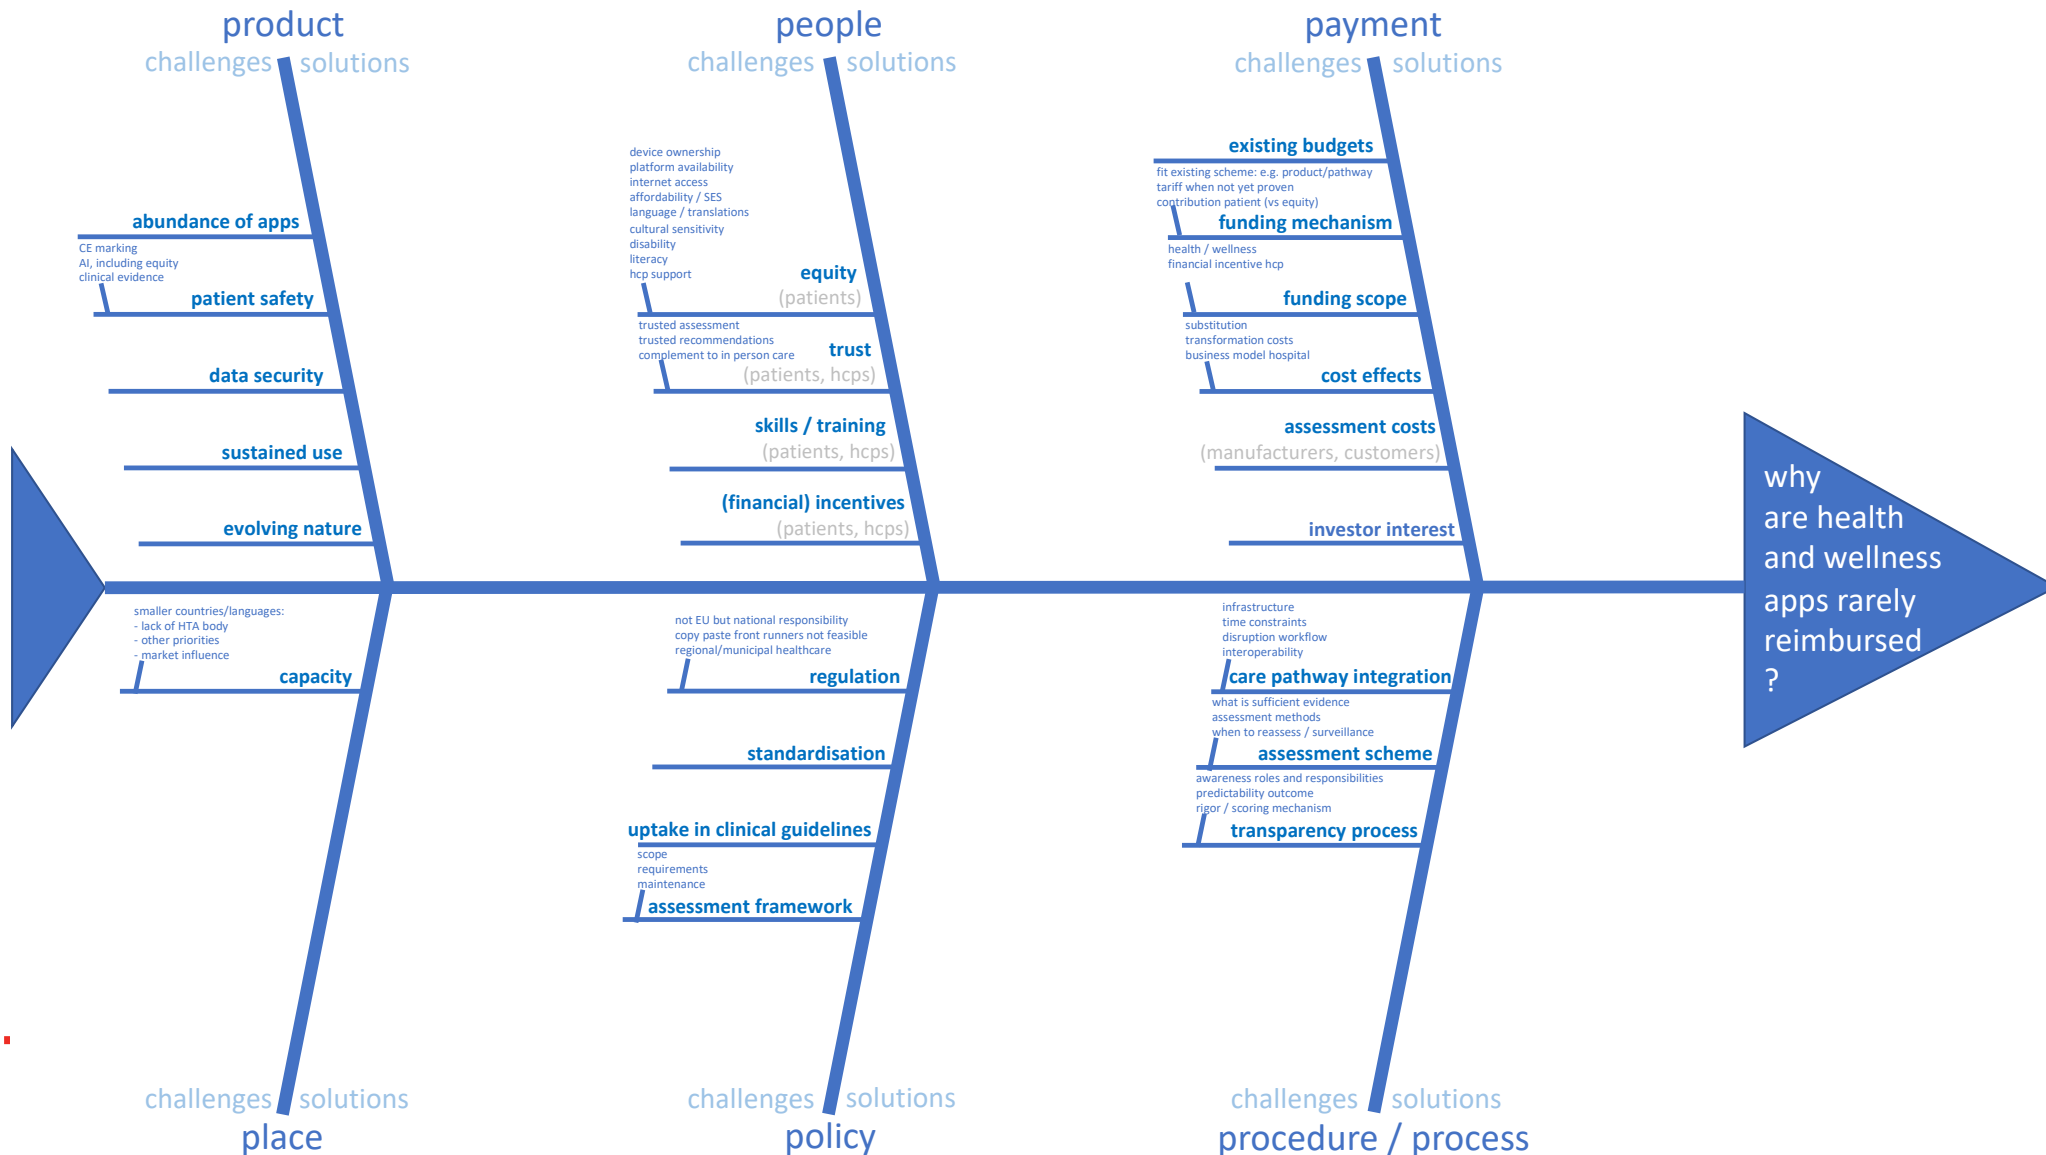 product
challenges solutions
abundance of apps
CE marking
AI, including equity
clinical evidence
patient safety
data security
sustained use
evolving nature
people
challenges solutions
device ownership
platform availability
internet access
affordability / SES
language / translations
cultural sensitivity
disability
literacy
hcp support
equity
(patients)
trusted assessment
trusted recommendations
complement to in person care
trust
(patients, hcps)
skills / training
(patients, hcps)
(financial) incentives
(patients, hcps)
payment
challenges solutions
existing budgets
fit existing scheme: e.g. product/pathway
tariff when not yet proven
contribution patient (vs equity)
funding mechanism
health / wellness
financial incentive hcp
funding scope
substitution
transformation costs
business model hospital
cost effects
assessment costs
(manufacturers, customers)
investor interest
why
are health
and wellness
apps rarely
reimbursed
?
smaller countries/languages:
- lack of HTA body
- other priorities
- market influence
capacity
challenges solutions
place
not EU but national responsibility
copy paste front runners not feasible
regional/municipal healthcare
regulation
standardisation
uptake in clinical guidelines
scope
requirements
maintenance
assessment framework
challenges solutions
policy
infrastructure
time constraints
disruption workflow
interoperability
care pathway integration
what is sufficient evidence
assessment methods
when to reassess / surveillance
assessment scheme
awareness roles and responsibilities
predictability outcome
rigor / scoring mechanism
transparency process
challenges solutions
procedure / process